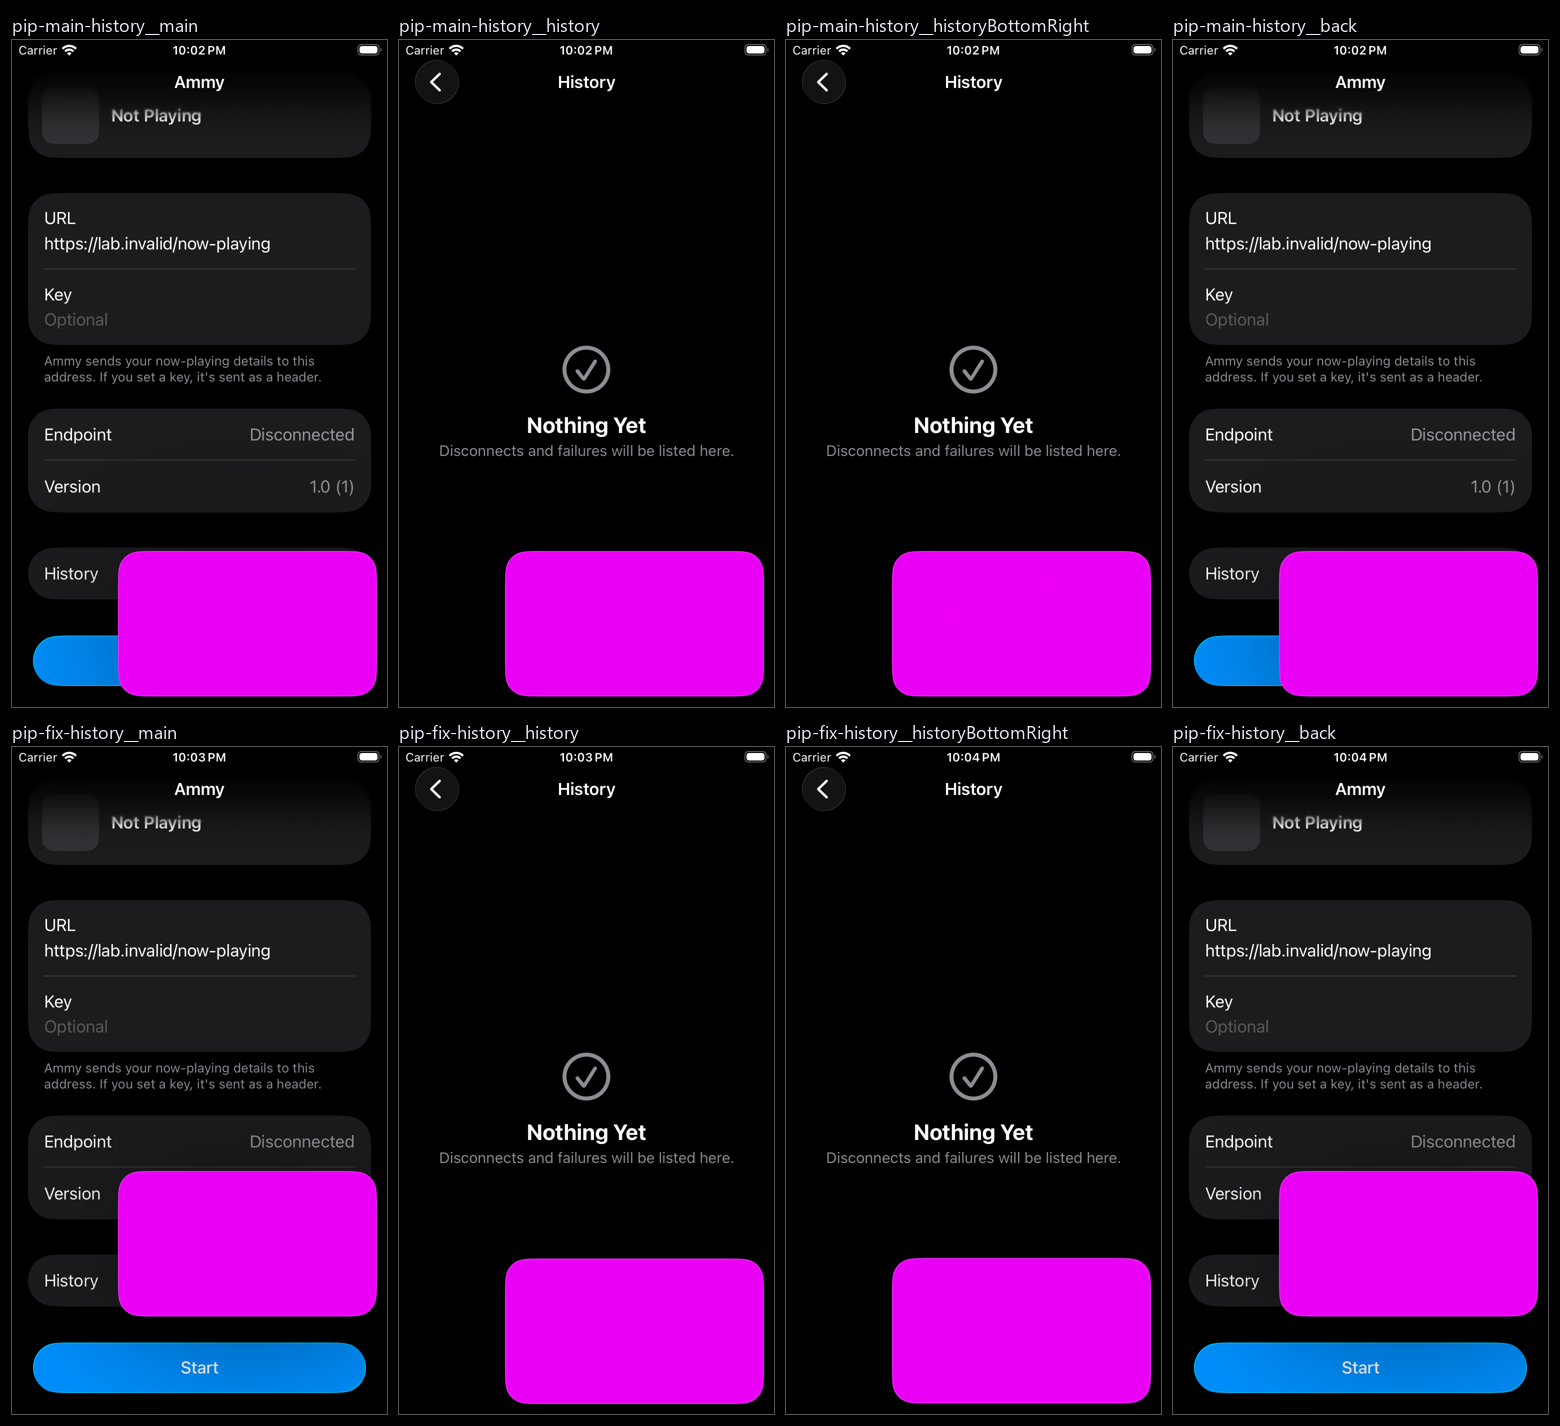 pip-main-history__main
Carrier 10:02 PM
Ammy
Not Playing
URL
https://lab.invalid/now-playing
Key
Optional
Ammy sends your now-playing details to this
address. If you set a key, it's sent as a header.
Endpoint Disconnected
Version 1.0 (1)
History
pip-main-history__history
Carrier 10:02 PM
History
Nothing Yet
Disconnects and failures will be listed here.
pip-main-history__historyBottomRight
Carrier 10:02 PM
History
Nothing Yet
Disconnects and failures will be listed here.
pip-main-history__back
Carrier 10:02 PM
Ammy
Not Playing
URL
https://lab.invalid/now-playing
Key
Optional
Ammy sends your now-playing details to this
address. If you set a key, it's sent as a header.
Endpoint Disconnected
Version 1.0 (1)
History
pip-fix-history__main
Carrier 10:03 PM
Ammy
Not Playing
URL
https://lab.invalid/now-playing
Key
Optional
Ammy sends your now-playing details to this
address. If you set a key, it's sent as a header.
Endpoint Disconnected
Version
History
Start
pip-fix-history__history
Carrier 10:03 PM
History
Nothing Yet
Disconnects and failures will be listed here.
pip-fix-history__historyBottomRight
Carrier 10:04 PM
History
Nothing Yet
Disconnects and failures will be listed here.
pip-fix-history__back
Carrier 10:04 PM
Ammy
Not Playing
URL
https://lab.invalid/now-playing
Key
Optional
Ammy sends your now-playing details to this
address. If you set a key, it's sent as a header.
Endpoint Disconnected
Version
History
Start